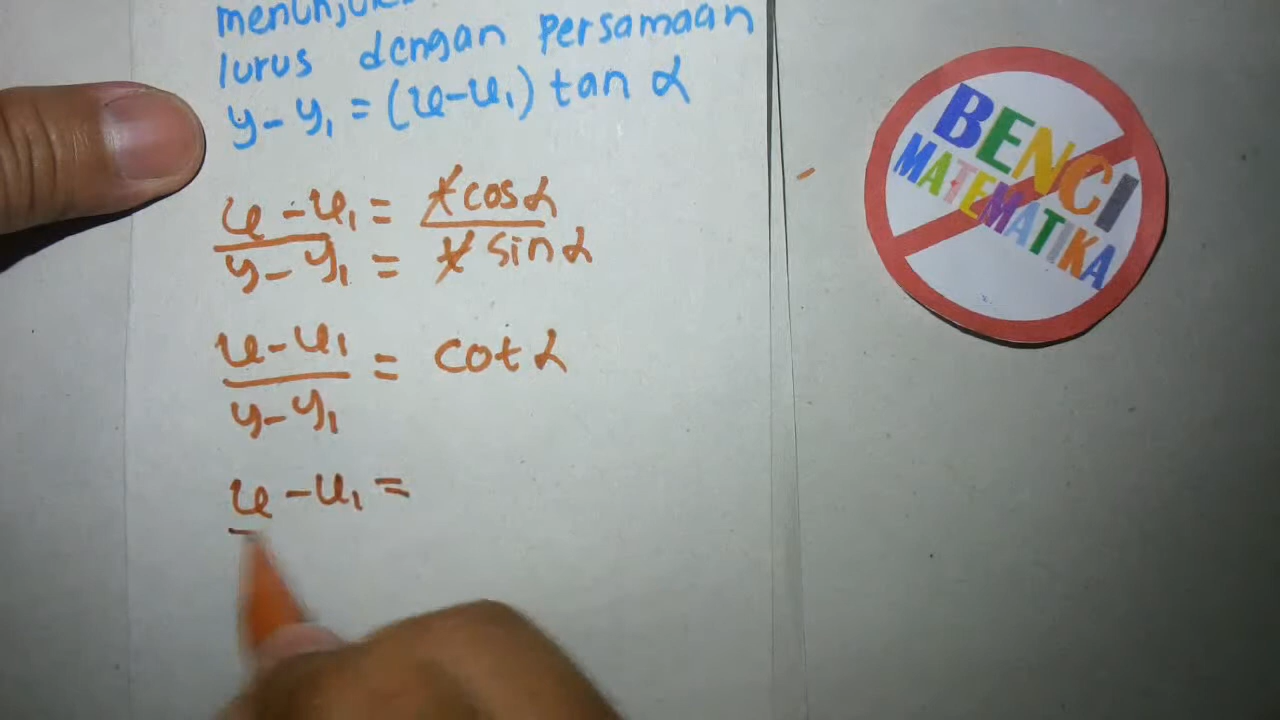 lurus dengan persamaan
y - y₁ = (x - x₁) tan α
x - x₁ = r cos α
y - y₁ = r sin α
x - x₁ = cot α
y - y₁
x - x₁ =
BENCI
MATEMATIKA